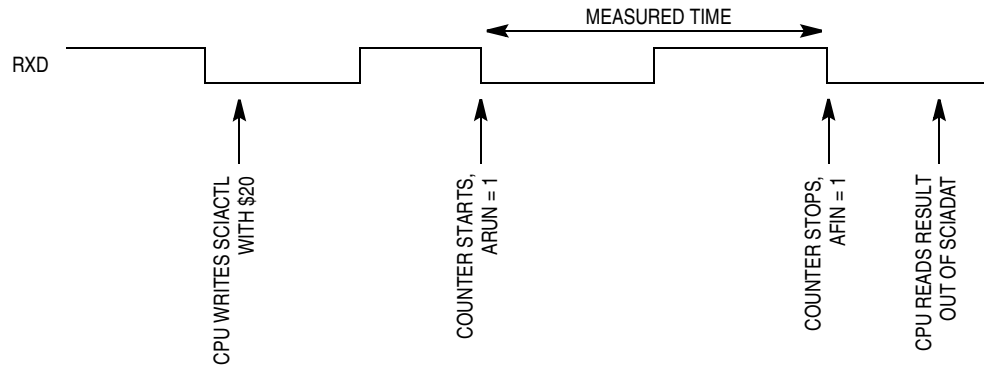 MEASURED TIME
RXD
CPU WRITES SCIACTL
WITH $20
COUNTER STARTS,
ARUN = 1
COUNTER STOPS,
AFIN = 1
CPU READS RESULT
OUT OF SCIADAT